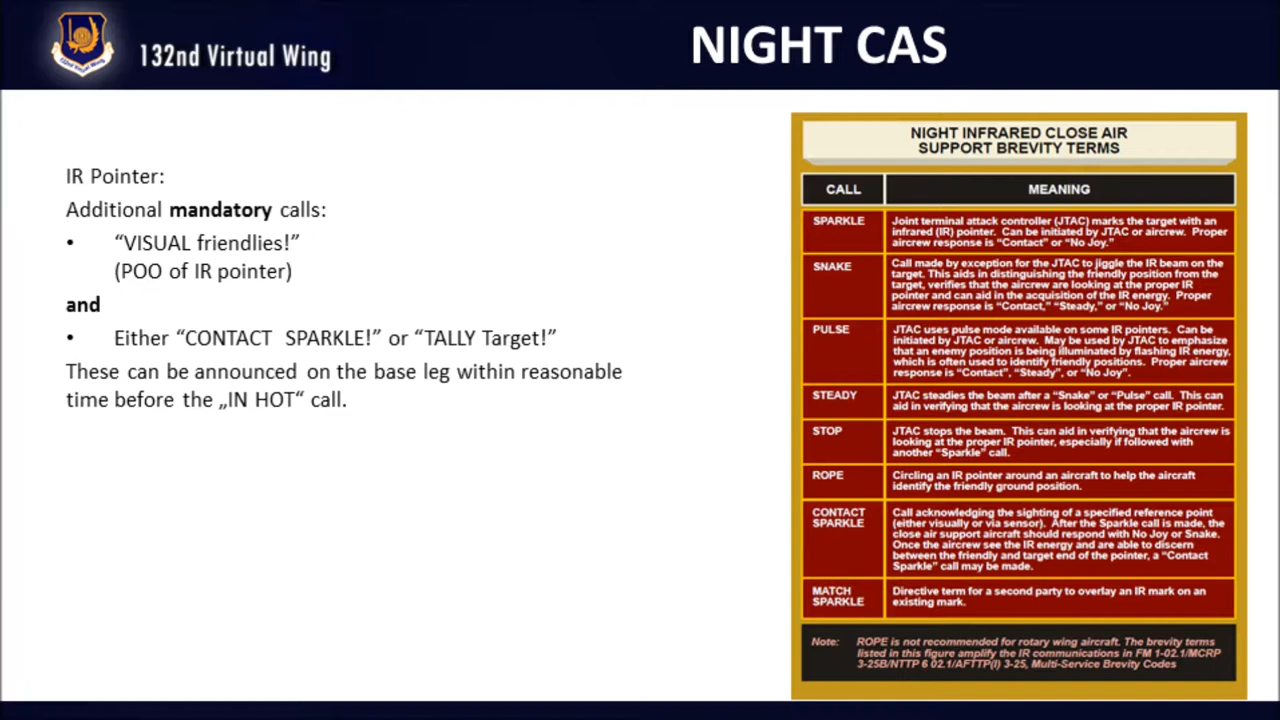 132nd Virtual Wing
NIGHT CAS
IR Pointer:
Additional mandatory calls:
• “VISUAL friendlies!”
(POO of IR pointer)
and
• Either “CONTACT SPARKLE!” or “TALLY Target!”
These can be announced on the base leg within reasonable
time before the „IN HOT“ call.
NIGHT INFRARED CLOSE AIR
SUPPORT BREVITY TERMS
CALL MEANING
SPARKLE Joint terminal attack controller (JTAC) marks the target with an
infrared (IR) pointer. Can be initiated by JTAC or aircrew. Proper
aircrew response is “Contact” or “No Joy.”
SNAKE Call made by exception for the JTAC to jiggle the IR beam on the
target. This aids in distinguishing the friendly position from the
target, verifies that the aircrew are looking at the proper IR
pointer and can aid in the acquisition of the IR energy. Proper
aircrew response is “Contact,” “Steady,” or “No Joy.”
PULSE JTAC uses pulse mode available on some IR pointers. Can be
initiated by JTAC or aircrew. May be used by JTAC to emphasize
that an enemy position is being illuminated by flashing IR energy,
which is often used to identify friendly positions. Proper aircrew
response is “Contact”, “Steady”, or “No Joy”.
STEADY JTAC steadies the beam after a “Snake” or “Pulse” call. This can
aid in verifying that the aircrew is looking at the proper IR pointer.
STOP JTAC stops the beam. This can aid in verifying that the aircrew is
looking at the proper IR pointer, especially if followed with
another “Sparkle” call.
ROPE Circling an IR pointer around an aircraft to help the aircraft
identify the friendly ground position.
CONTACT SPARKLE Call acknowledging the sighting of a specified reference point
(either visually or via sensor). After the Sparkle call is made, the
close air support aircraft should respond with No Joy or Snake.
Once the aircrew see the IR energy and are able to discern
between the friendly and target end of the pointer, a “Contact
Sparkle” call may be made.
MATCH SPARKLE Directive term for a second party to overlay an IR mark on an
existing mark.
Note: ROPE is not recommended for rotary wing aircraft. The brevity terms
listed in this figure amplify the IR communications in FM 1-02.1/MCRP
3-25B/NTTP 6 02.1/AFTTP(I) 3-25, Multi-Service Brevity Codes